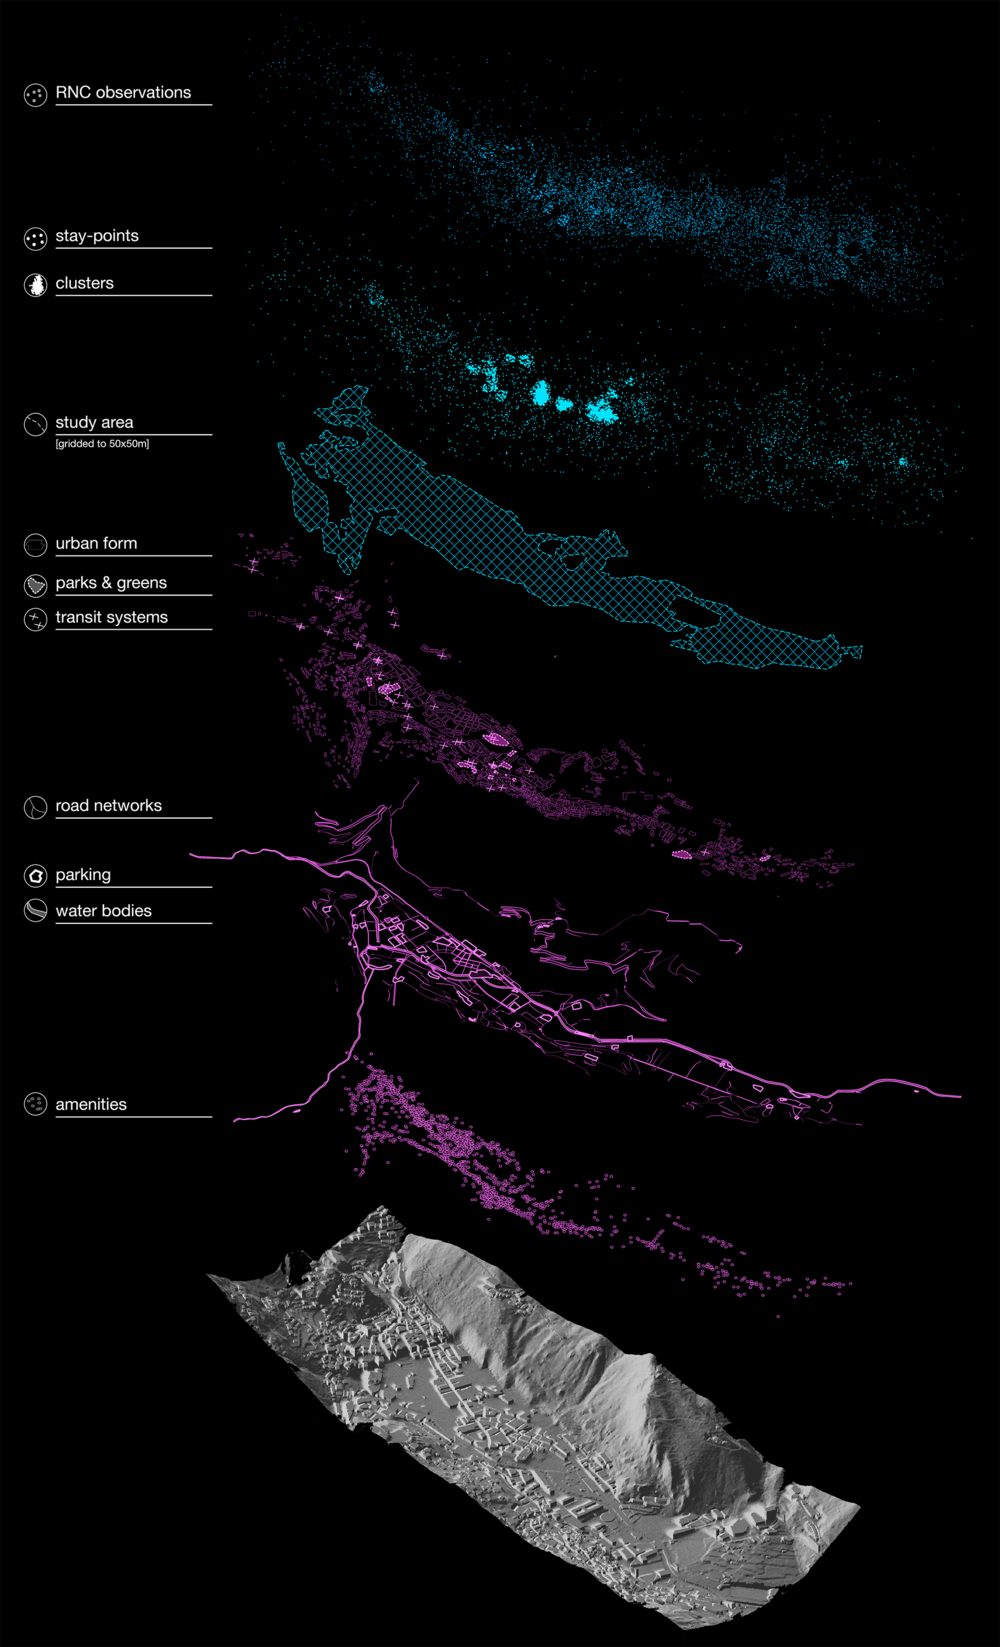 RNC observations
stay-points
clusters
study area
[gridded to 50x50m]
urban form
parks & greens
transit systems
road networks
parking
water bodies
amenities